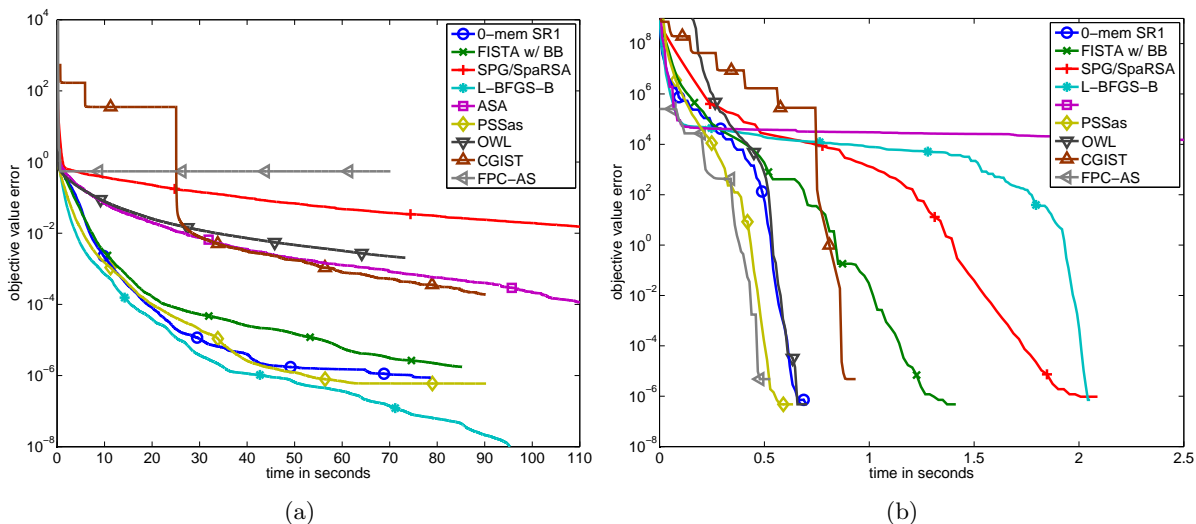 10^4
10^2
10^0
10^-2
10^-4
10^-6
10^-8
objective value error
0 10 20 30 40 50 60 70 80 90 100 110
time in seconds
0−mem SR1
FISTA w/ BB
SPG/SpaRSA
L−BFGS−B
ASA
PSSas
OWL
CGIST
FPC−AS
(a)
10^8
10^6
10^4
10^2
10^0
10^-2
10^-4
10^-6
10^-8
objective value error
0 0.5 1 1.5 2 2.5
time in seconds
0−mem SR1
FISTA w/ BB
SPG/SpaRSA
L−BFGS−B
PSSas
OWL
CGIST
FPC−AS
(b)